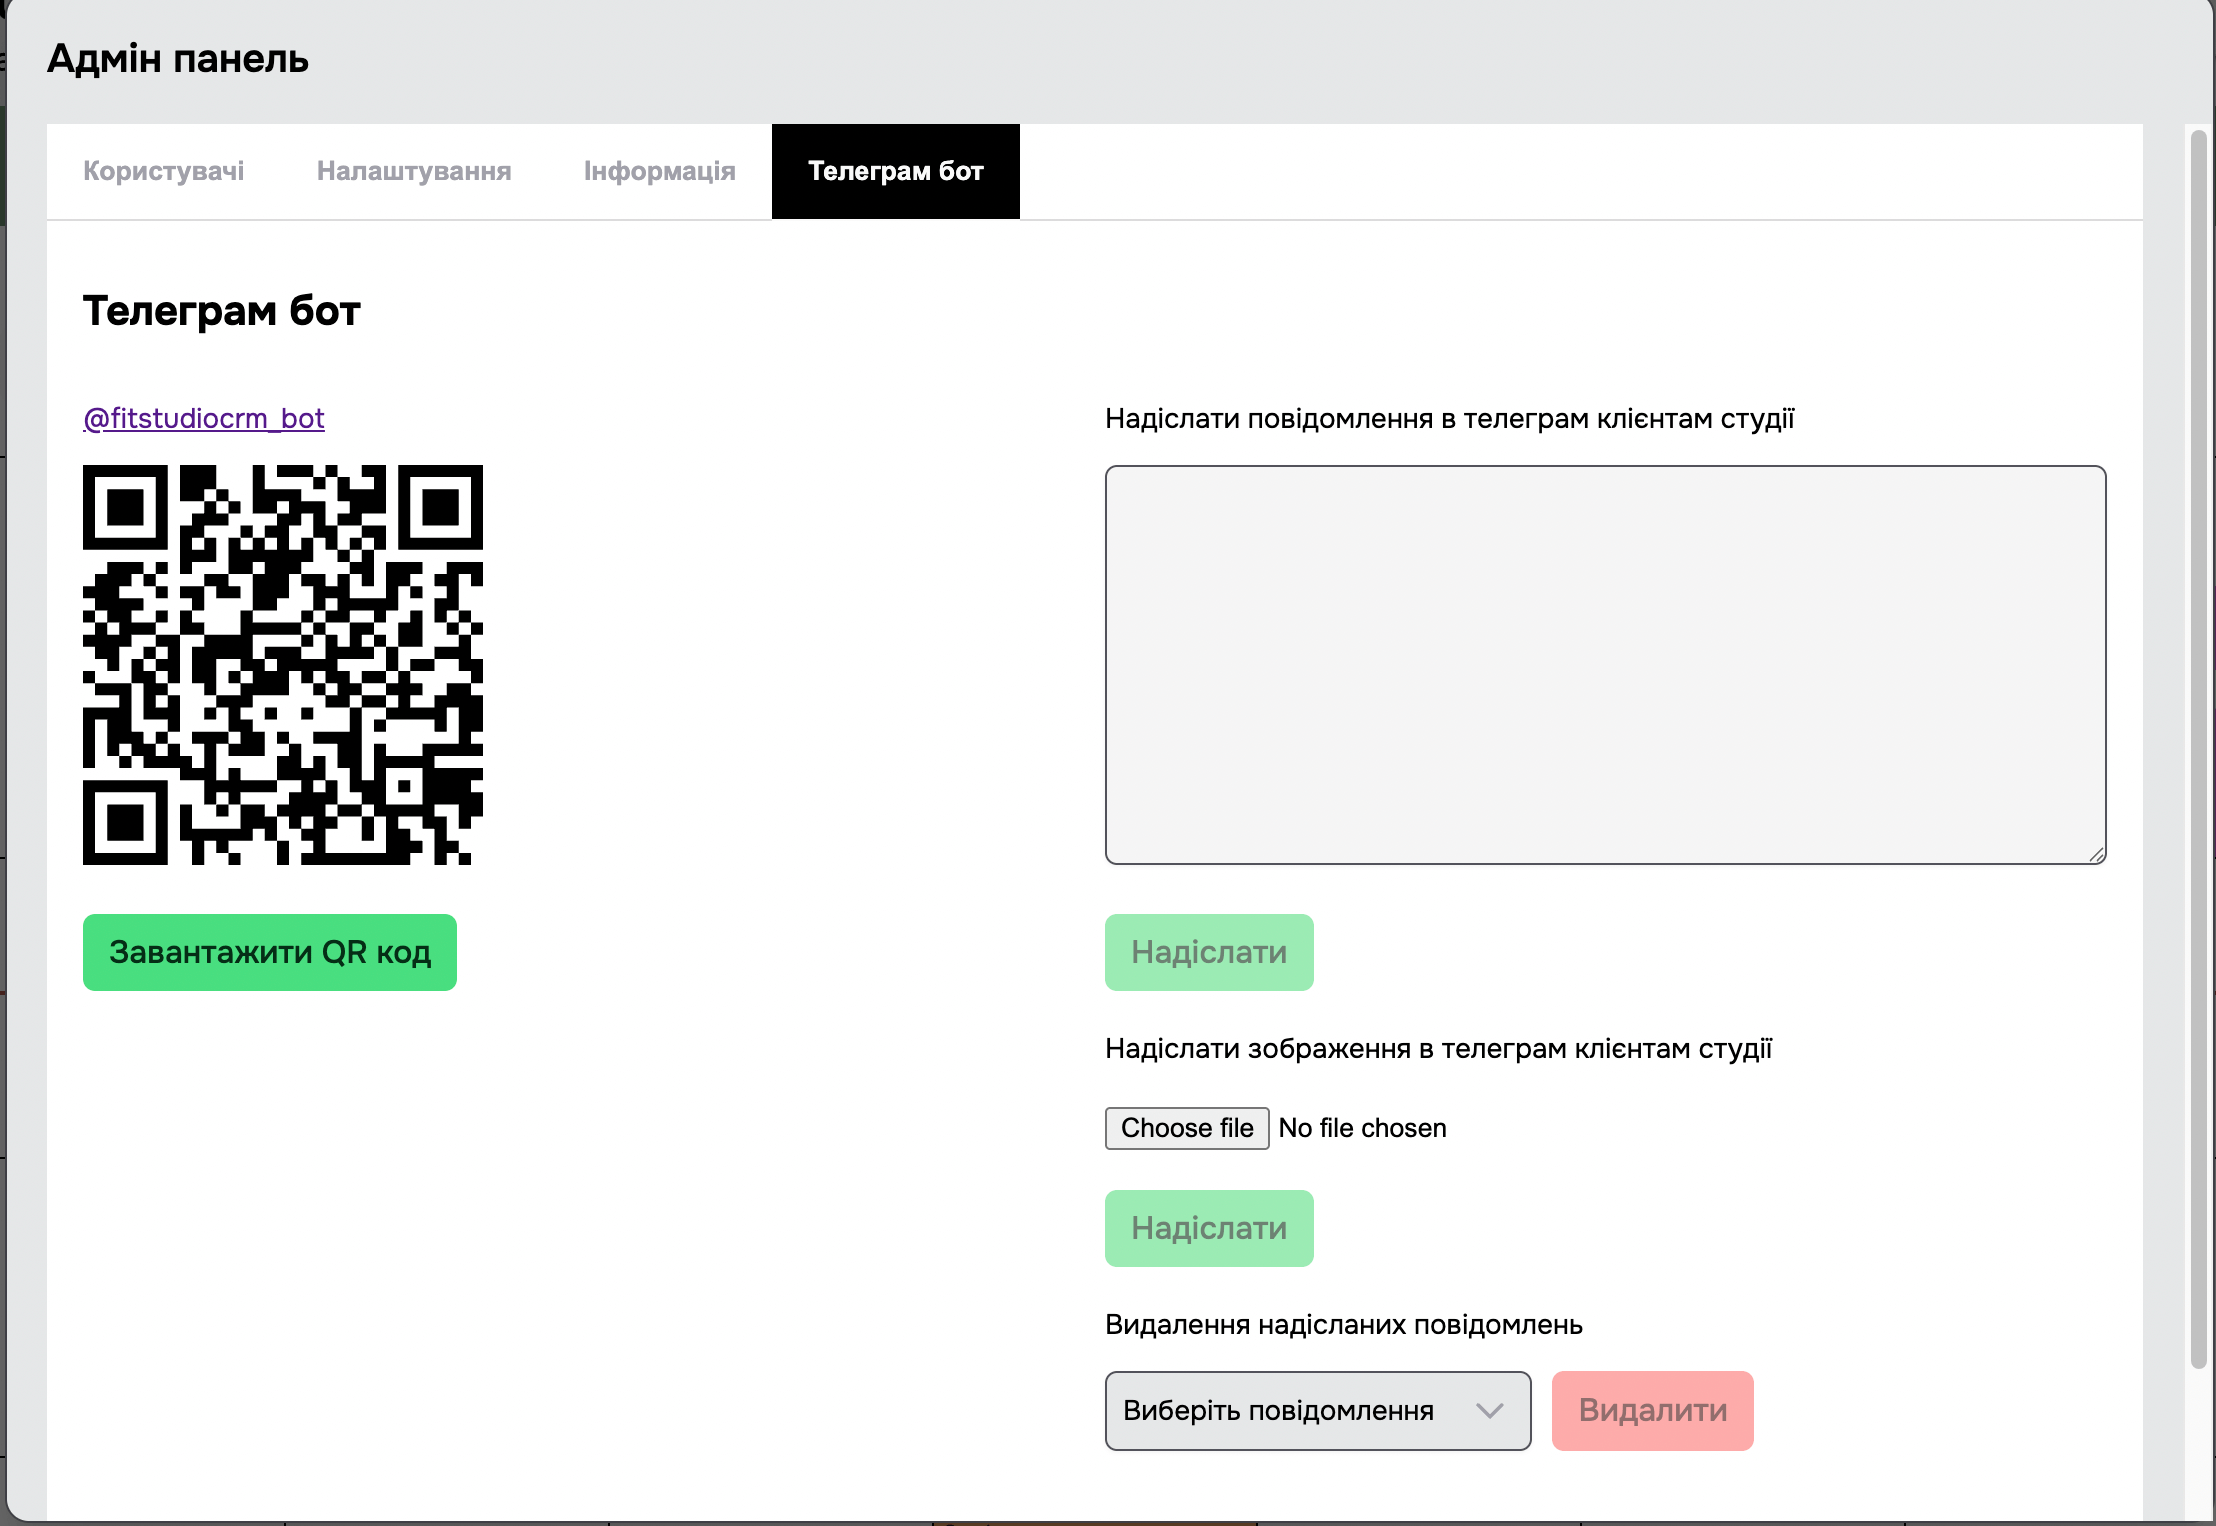 Адмін панель
Користувачі
Налаштування
Інформація
Телеграм бот
Телеграм бот
@fitstudiocrm_bot
Завантажити QR код
Надіслати повідомлення в телеграм клієнтам студії
Надіслати
Надіслати зображення в телеграм клієнтам студії
Choose file No file chosen
Надіслати
Видалення надісланих повідомлень
Виберіть повідомлення
Видалити